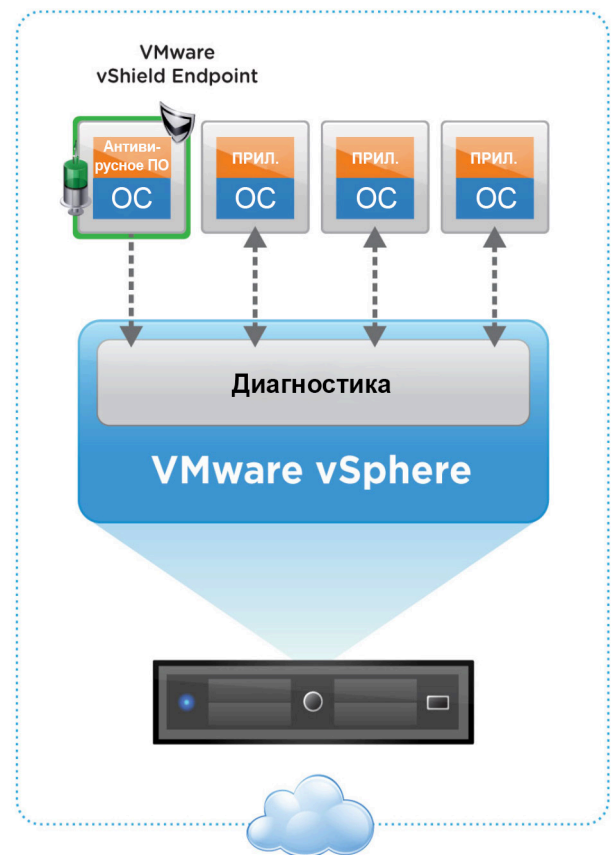 VMware
vShield Endpoint
Антиви-
русное ПО
ОС
ПРИЛ.
ОС
ПРИЛ.
ОС
ПРИЛ.
ОС
Диагностика
VMware vSphere